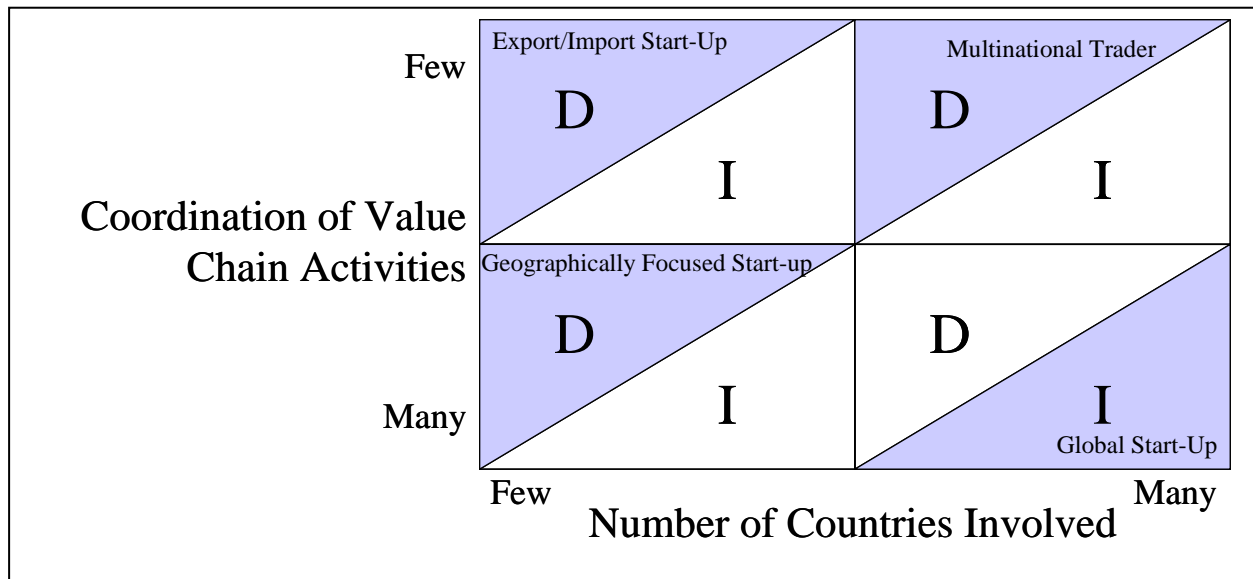 Export/Import Start-Up
Multinational Trader
Few
D
D
I
I
Coordination of Value
Chain Activities
Geographically Focused Start-up
D
D
Many
I
I
Global Start-Up
Few
Many
Number of Countries Involved